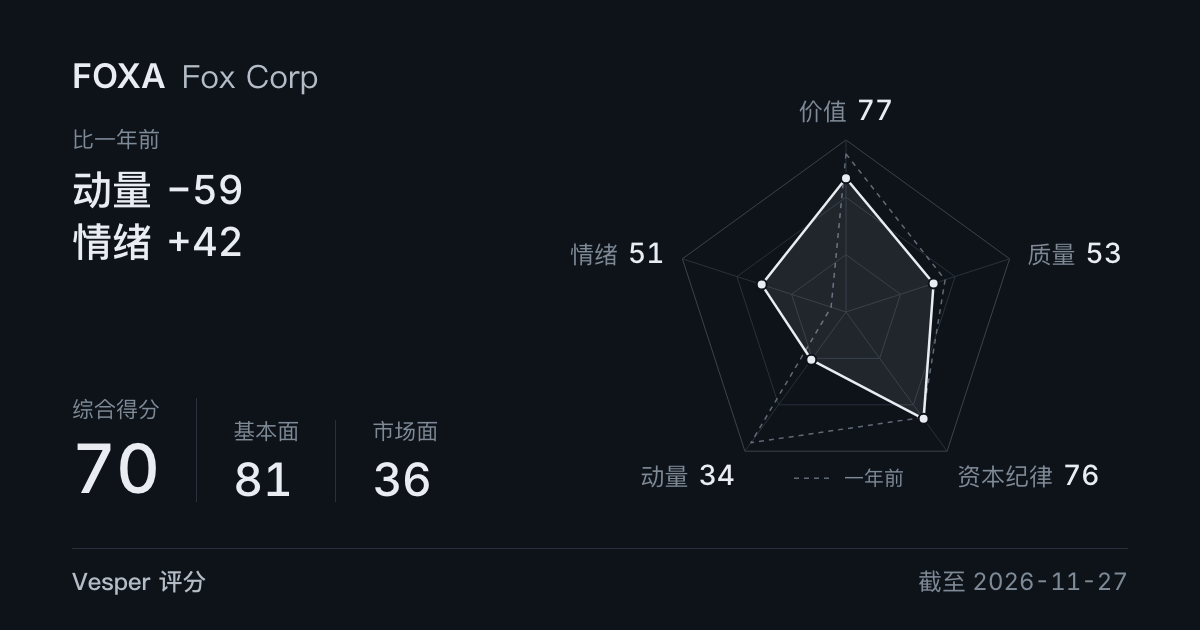 FOXA Fox Corp
比一年前
动量 −59
情绪 +42
综合得分
70
基本面
81
市场面
36
价值 77
质量 53
资本纪律 76
动量 34
情绪 51
一年前
Vesper 评分
截至 2026-11-27